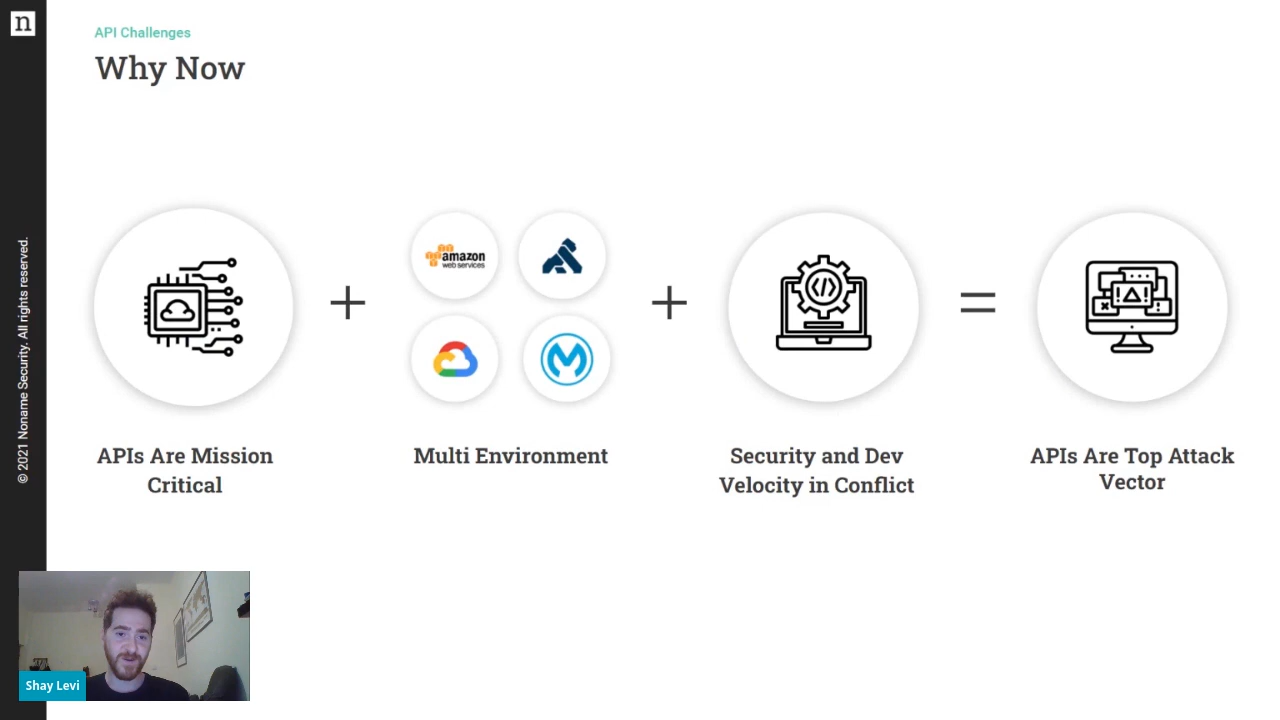 n
API Challenges
Why Now
amazon
web services
APIs Are Mission
Critical
Multi Environment
Security and Dev
Velocity in Conflict
APIs Are Top Attack
Vector
© 2021 Noname Security. All rights reserved.
Shay Levi